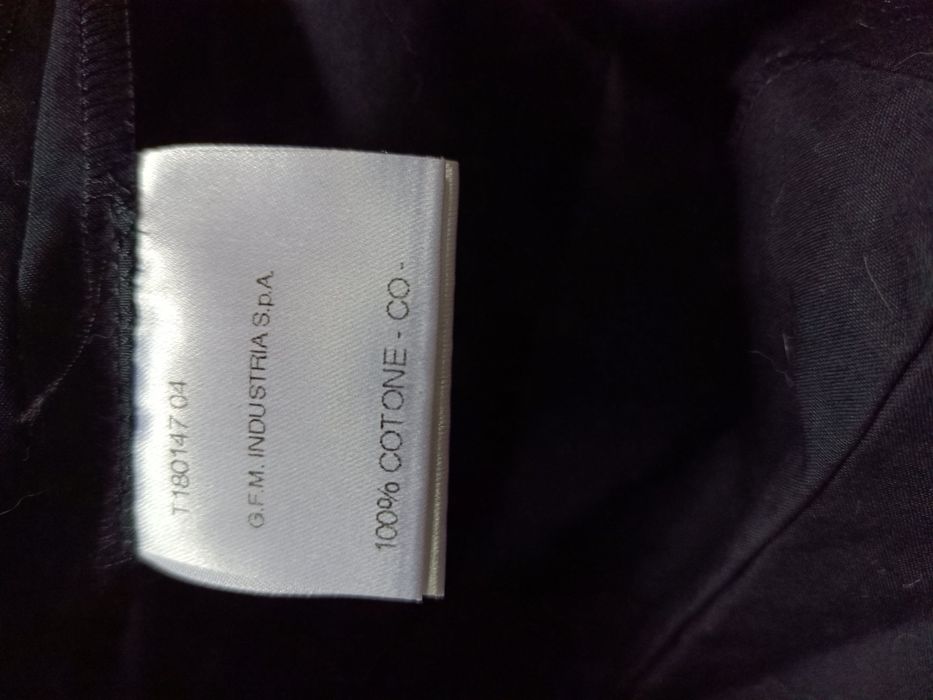 T180147 04
G.F.M. INDUSTRIA S.p.A.
100% COTONE - CO -